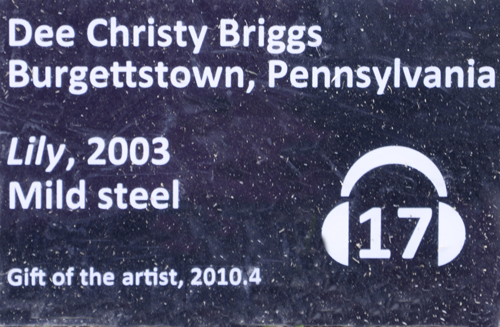 Dee Christy Briggs
Burgettstown, Pennsylvania
Lily, 2003
Mild steel
17
Gift of the artist, 2010.4